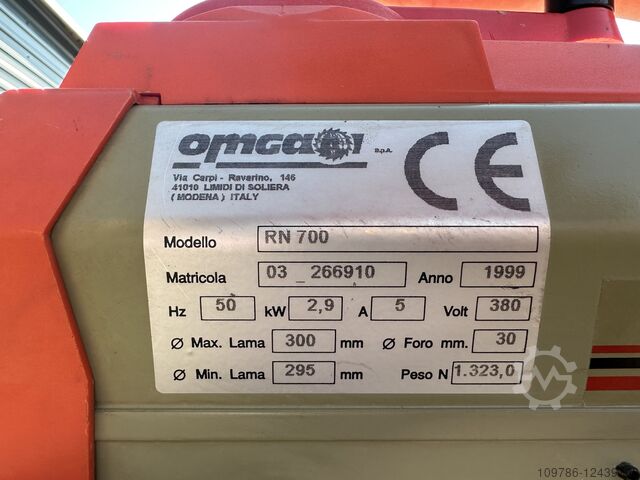 omga S.p.A.
Via Carpi - Ravarino, 146
41010 LIMIDI DI SOLIERA
( MODENA ) ITALY
CE
Modello RN 700
Matricola 03 _ 266910 Anno 1999
Hz 50 kW 2,9 A 5 Volt 380
Ø Max. Lama 300 mm Ø Foro mm. 30
Ø Min. Lama 295 mm Peso N 1.323,0